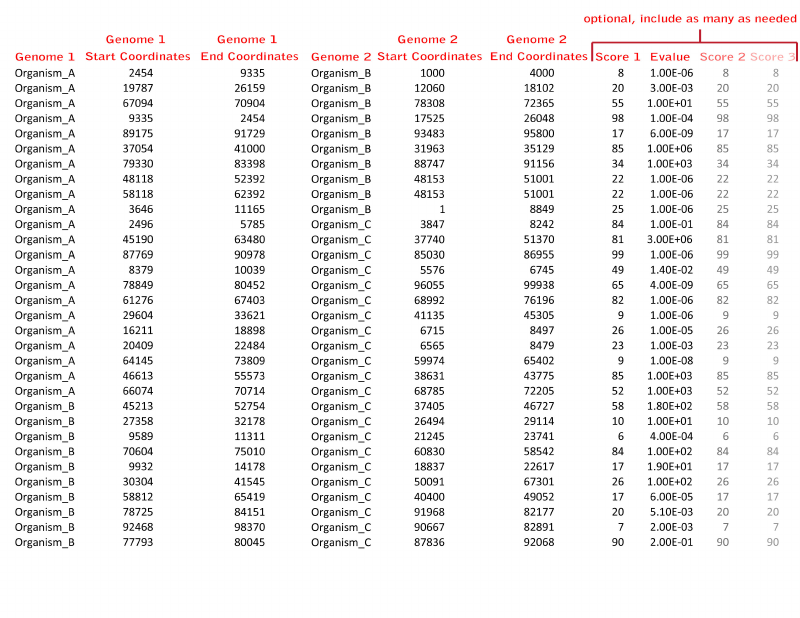 optional, include as many as needed
Genome 1 Genome 1 Genome 2 Genome 2
Genome 1 Start Coordinates End Coordinates Genome 2 Start Coordinates End Coordinates Score 1 Evalue Score 2 Score 3
Organism_A 2454 9335 Organism_B 1000 4000 8 1.00E-06 8 8
Organism_A 19787 26159 Organism_B 12060 18102 20 3.00E-03 20 20
Organism_A 67094 70904 Organism_B 78308 72365 55 1.00E+01 55 55
Organism_A 9335 2454 Organism_B 17525 26048 98 1.00E-04 98 98
Organism_A 89175 91729 Organism_B 93483 95800 17 6.00E-09 17 17
Organism_A 37054 41000 Organism_B 31963 35129 85 1.00E+06 85 85
Organism_A 79330 83398 Organism_B 88747 91156 34 1.00E+03 34 34
Organism_A 48118 52392 Organism_B 48153 51001 22 1.00E-06 22 22
Organism_A 58118 62392 Organism_B 48153 51001 22 1.00E-06 22 22
Organism_A 3646 11165 Organism_B 1 8849 25 1.00E-06 25 25
Organism_A 2496 5785 Organism_C 3847 8242 84 1.00E-01 84 84
Organism_A 45190 63480 Organism_C 37740 51370 81 3.00E+06 81 81
Organism_A 87769 90978 Organism_C 85030 86955 99 1.00E-06 99 99
Organism_A 8379 10039 Organism_C 5576 6745 49 1.40E-02 49 49
Organism_A 78849 80452 Organism_C 96055 99938 65 4.00E-09 65 65
Organism_A 61276 67403 Organism_C 68992 76196 82 1.00E-06 82 82
Organism_A 29604 33621 Organism_C 41135 45305 9 1.00E-06 9 9
Organism_A 16211 18898 Organism_C 6715 8497 26 1.00E-05 26 26
Organism_A 20409 22484 Organism_C 6565 8479 23 1.00E-03 23 23
Organism_A 64145 73809 Organism_C 59974 65402 9 1.00E-08 9 9
Organism_A 46613 55573 Organism_C 38631 43775 85 1.00E+03 85 85
Organism_A 66074 70714 Organism_C 68785 72205 52 1.00E+03 52 52
Organism_B 45213 52754 Organism_C 37405 46727 58 1.80E+02 58 58
Organism_B 27358 32178 Organism_C 26494 29114 10 1.00E+01 10 10
Organism_B 9589 11311 Organism_C 21245 23741 6 4.00E-04 6 6
Organism_B 70604 75010 Organism_C 60830 58542 84 1.00E+02 84 84
Organism_B 9932 14178 Organism_C 18837 22617 17 1.90E+01 17 17
Organism_B 30304 41545 Organism_C 50091 67301 26 1.00E+02 26 26
Organism_B 58812 65419 Organism_C 40400 49052 17 6.00E-05 17 17
Organism_B 78725 84151 Organism_C 91968 82177 20 5.10E-03 20 20
Organism_B 92468 98370 Organism_C 90667 82891 7 2.00E-03 7 7
Organism_B 77793 80045 Organism_C 87836 92068 90 2.00E-01 90 90